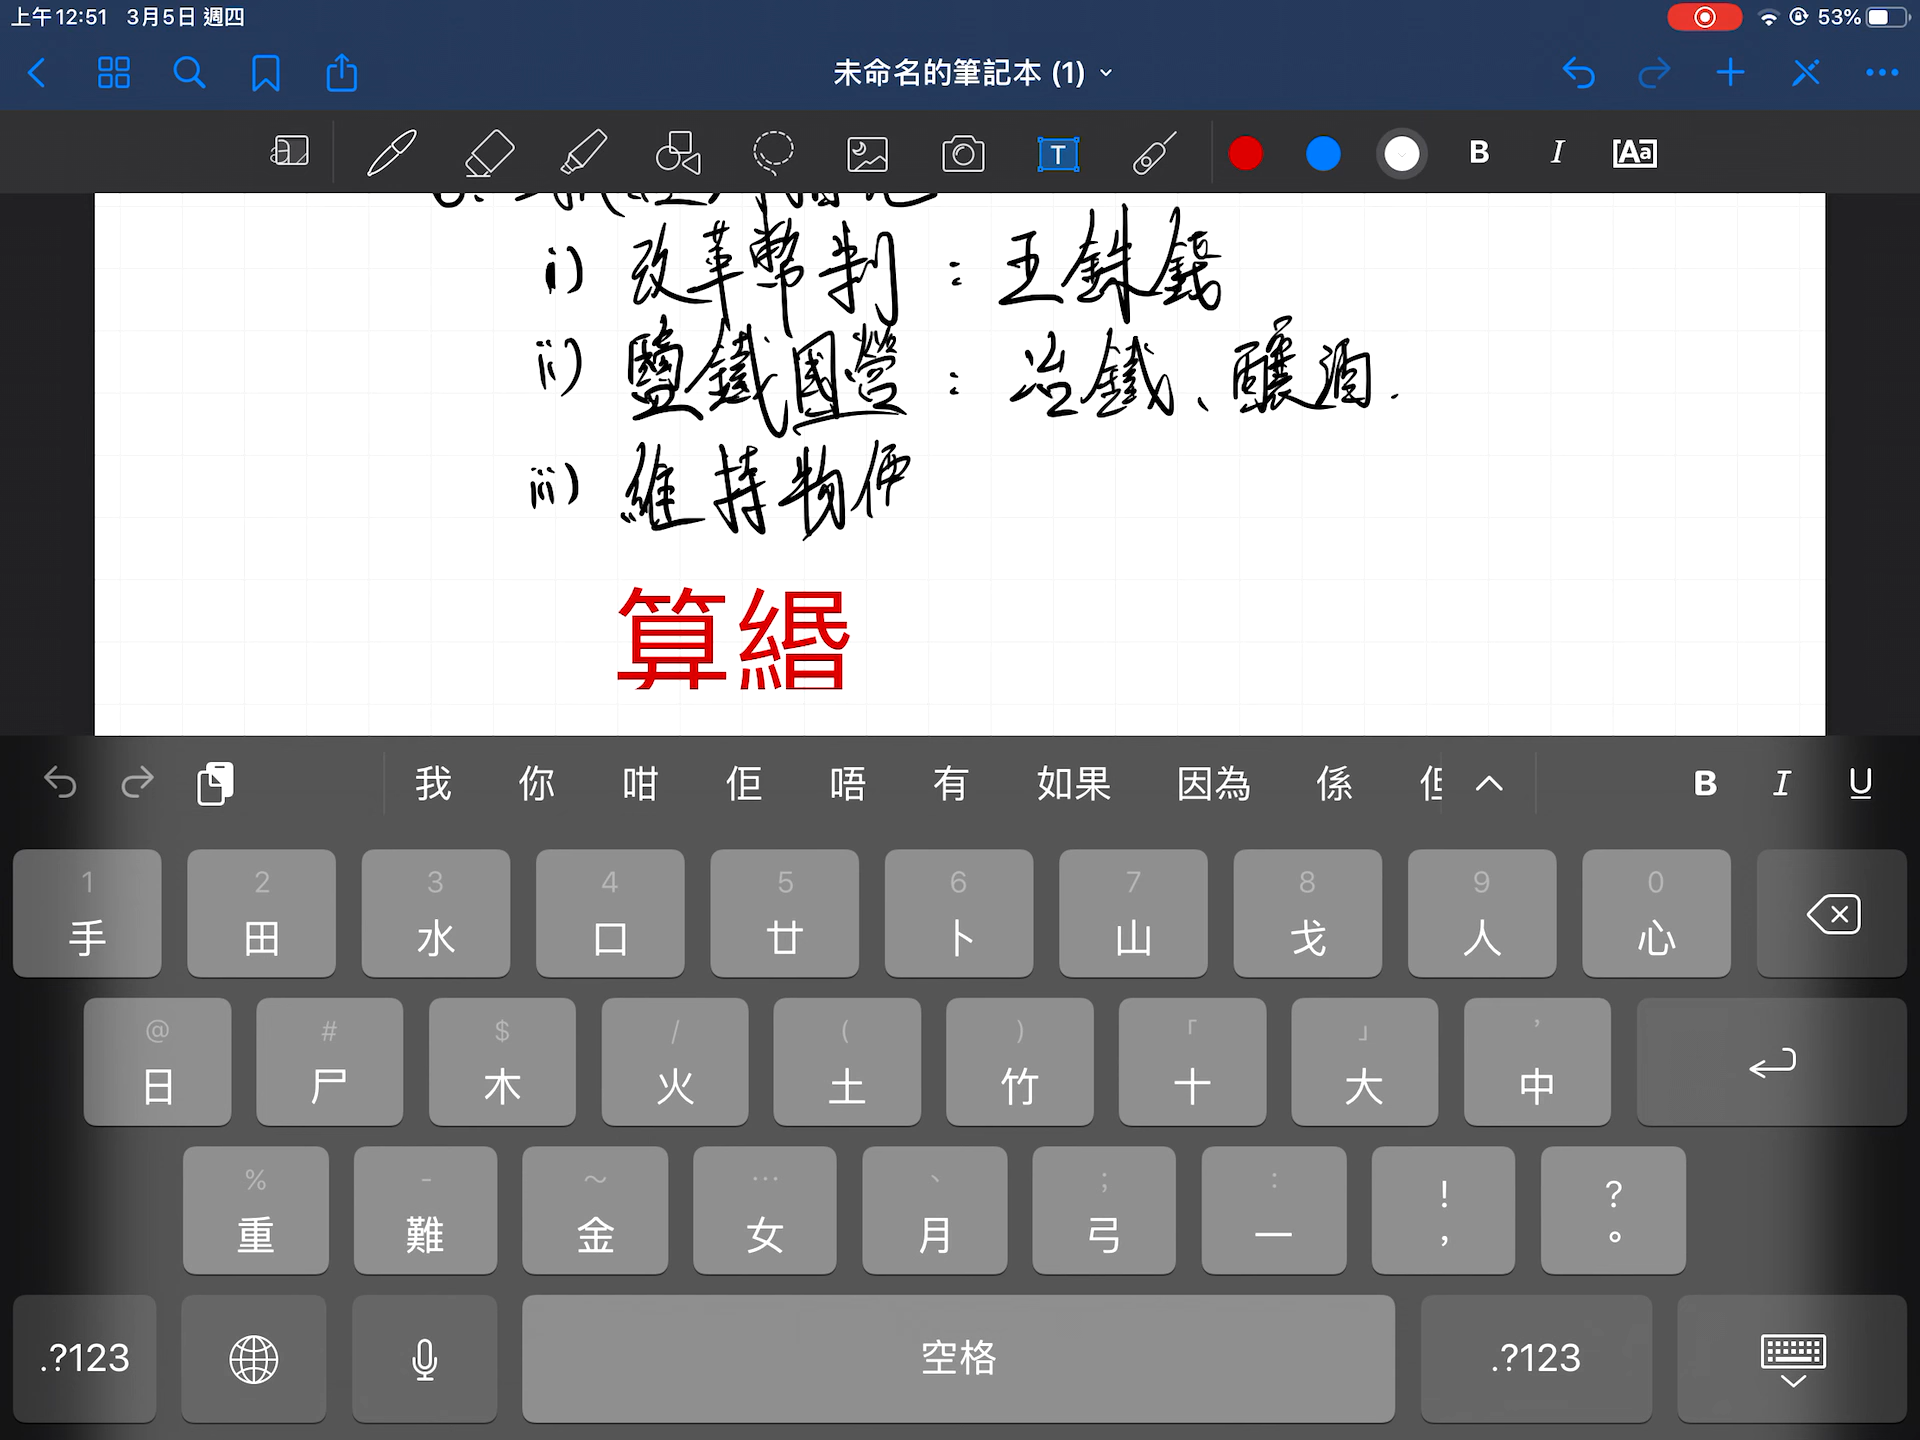 上午12:51 3月5日 週四 53%
未命名的筆記本 (1)
T B I Aa
i) 改革幣制 : 五銖錢
ii) 鹽鐵國營 : 冶鐵、釀酒.
iii) 維持物価
算緡
我 你 咁 佢 唔 有 如果 因為 係 B I U
1 2 3 4 5 6 7 8 9 0
手 田 水 口 廿 卜 山 戈 人 心
@ # $ / ( ) 「 」 '
日 尸 木 火 土 竹 十 大 中
% - ～ … 、 ; : ! ?
重 難 金 女 月 弓 一 , 。
.?123 空格 .?123